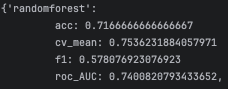 {'randomforest':
acc: 0.7166666666666667
cv_mean: 0.7536231884057971
f1: 0.578076923076923
roc_AUC: 0.7400820793433652,